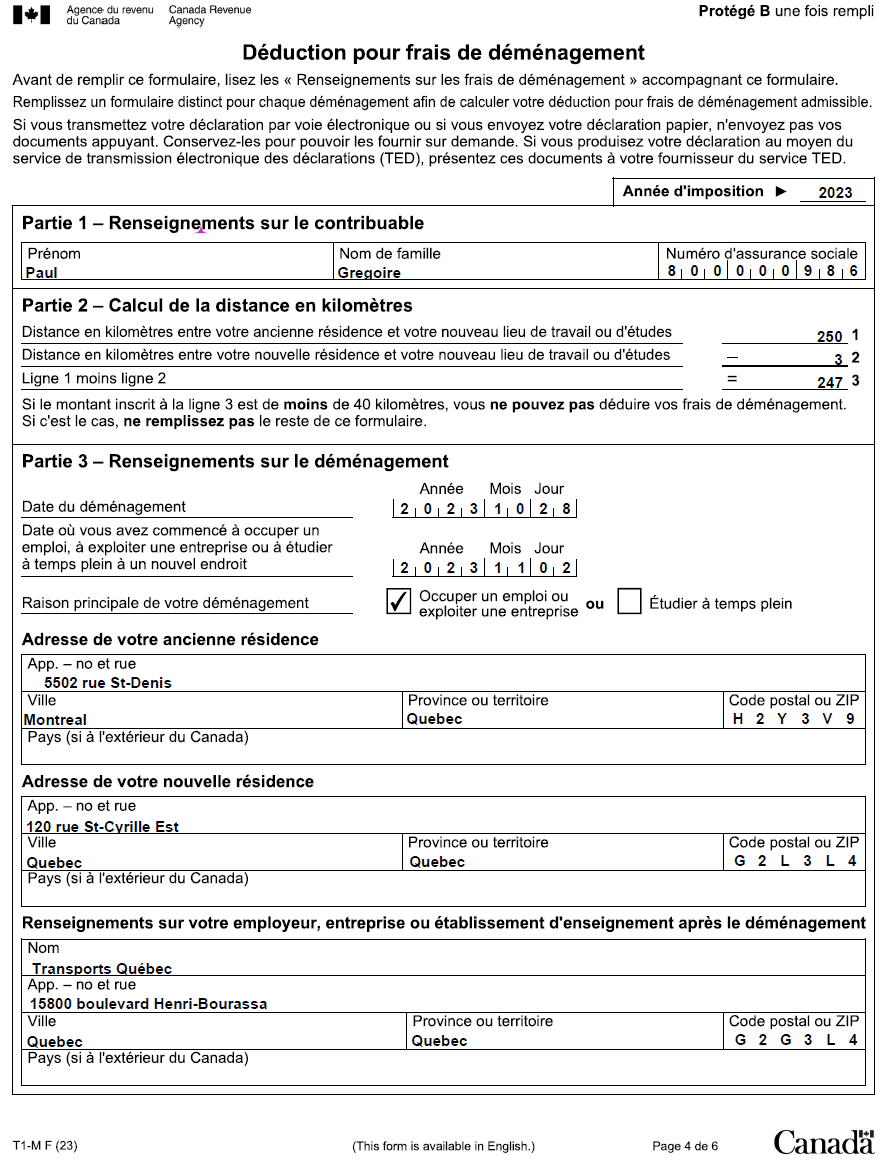 Agence du revenu du Canada
Canada Revenue Agency
Protégé B une fois rempli
Déduction pour frais de déménagement
Avant de remplir ce formulaire, lisez les « Renseignements sur les frais de déménagement » accompagnant ce formulaire.
Remplissez un formulaire distinct pour chaque déménagement afin de calculer votre déduction pour frais de déménagement admissible.
Si vous transmettez votre déclaration par voie électronique ou si vous envoyez votre déclaration papier, n'envoyez pas vos
documents appuyant. Conservez-les pour pouvoir les fournir sur demande. Si vous produisez votre déclaration au moyen du
service de transmission électronique des déclarations (TED), présentez ces documents à votre fournisseur du service TED.
Année d'imposition ► 2023
Partie 1 – Renseignements sur le contribuable
Prénom Nom de famille Numéro d'assurance sociale
Paul Gregoire 8 0 0 0 0 0 9 8 6
Partie 2 – Calcul de la distance en kilomètres
Distance en kilomètres entre votre ancienne résidence et votre nouveau lieu de travail ou d'études 250 1
Distance en kilomètres entre votre nouvelle résidence et votre nouveau lieu de travail ou d'études – 3 2
Ligne 1 moins ligne 2 = 247 3
Si le montant inscrit à la ligne 3 est de moins de 40 kilomètres, vous ne pouvez pas déduire vos frais de déménagement.
Si c'est le cas, ne remplissez pas le reste de ce formulaire.
Partie 3 – Renseignements sur le déménagement
Année Mois Jour
Date du déménagement 2 0 2 3 1 0 2 8
Date où vous avez commencé à occuper un
emploi, à exploiter une entreprise ou à étudier Année Mois Jour
à temps plein à un nouvel endroit 2 0 2 3 1 1 0 2
Raison principale de votre déménagement ✓ Occuper un emploi ou exploiter une entreprise ou Étudier à temps plein
Adresse de votre ancienne résidence
App. – no et rue
5502 rue St-Denis
Ville Province ou territoire Code postal ou ZIP
Montreal Quebec H 2 Y 3 V 9
Pays (si à l'extérieur du Canada)
Adresse de votre nouvelle résidence
App. – no et rue
120 rue St-Cyrille Est
Ville Province ou territoire Code postal ou ZIP
Quebec Quebec G 2 L 3 L 4
Pays (si à l'extérieur du Canada)
Renseignements sur votre employeur, entreprise ou établissement d'enseignement après le déménagement
Nom
Transports Québec
App. – no et rue
15800 boulevard Henri-Bourassa
Ville Province ou territoire Code postal ou ZIP
Quebec Quebec G 2 G 3 L 4
Pays (si à l'extérieur du Canada)
T1-M F (23) (This form is available in English.) Page 4 de 6 Canada